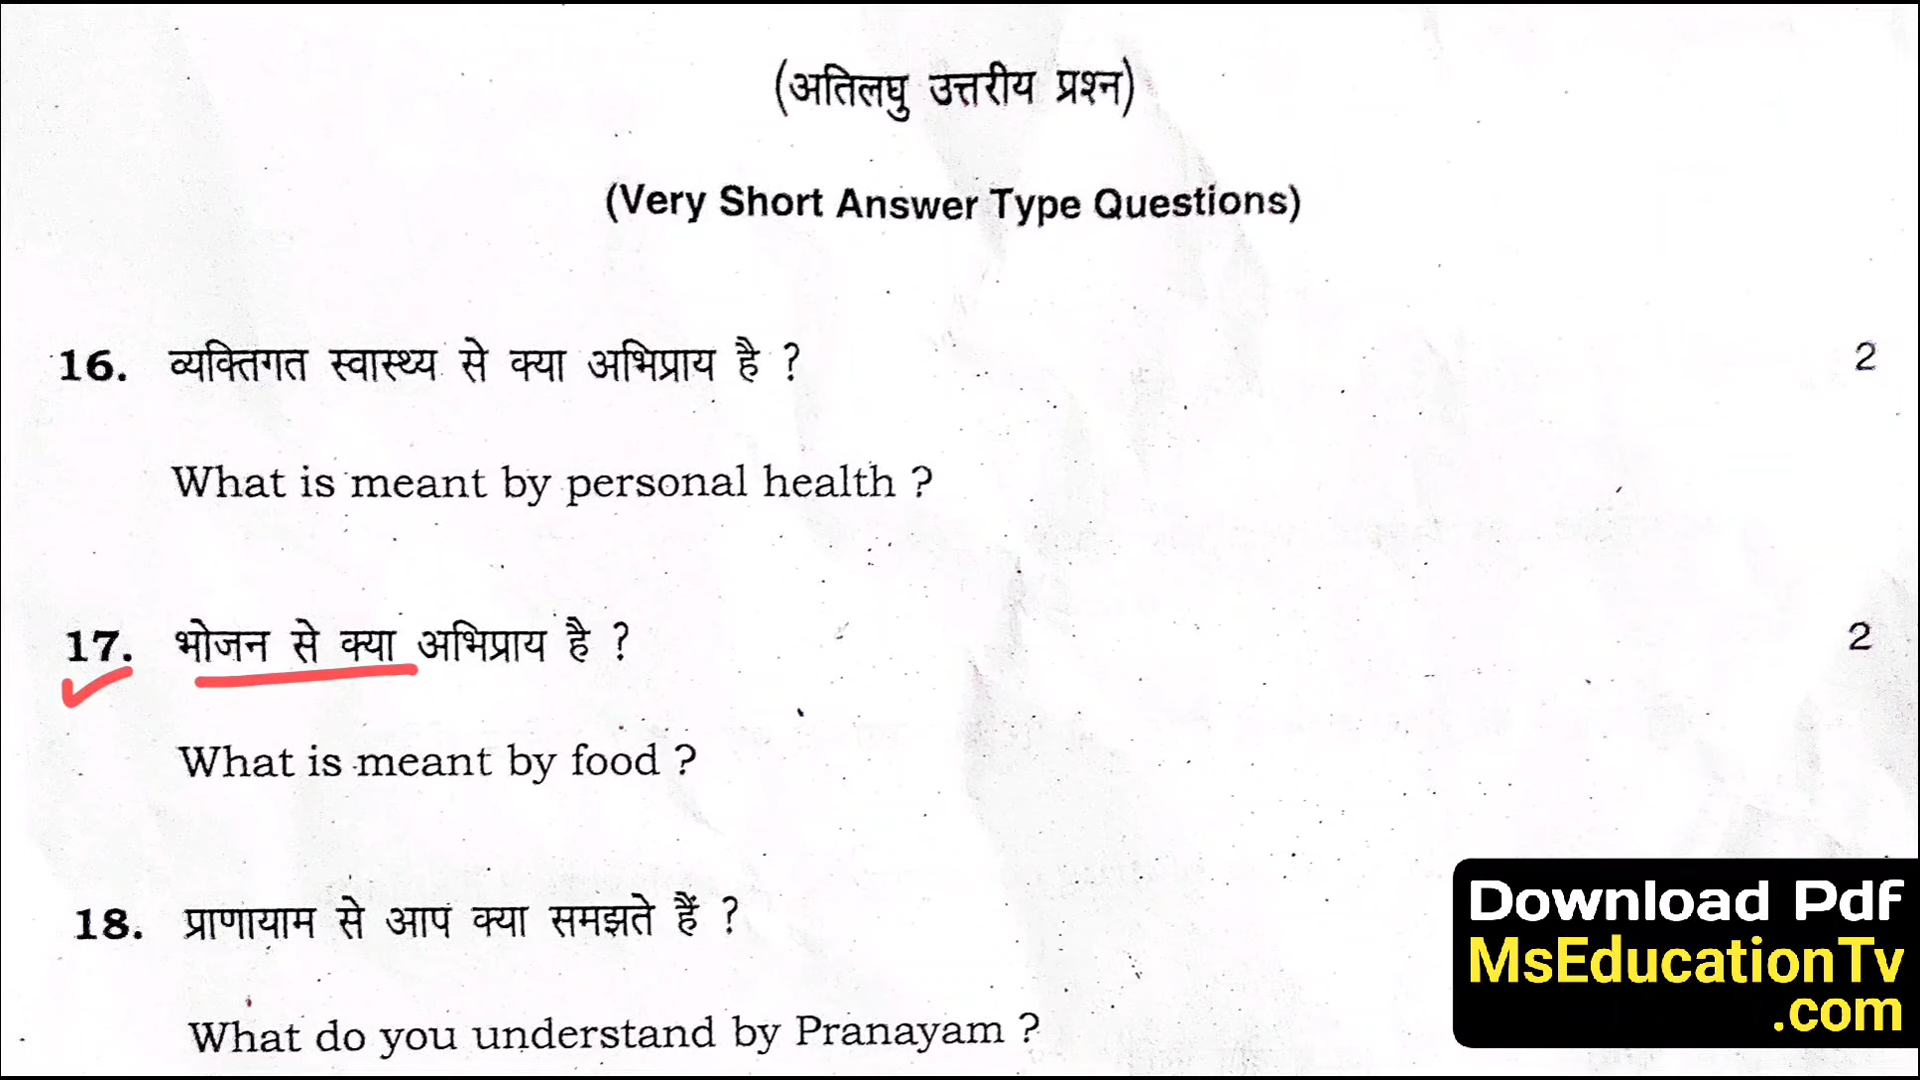 (अतिलघु उत्तरीय प्रश्न)
(Very Short Answer Type Questions)
16. व्यक्तिगत स्वास्थ्य से क्या अभिप्राय है ? 2
What is meant by personal health ?
17. भोजन से क्या अभिप्राय है ? 2
What is meant by food ?
18. प्राणायाम से आप क्या समझते हैं ?
What do you understand by Pranayam ?
Download Pdf
MsEducationTv
.com